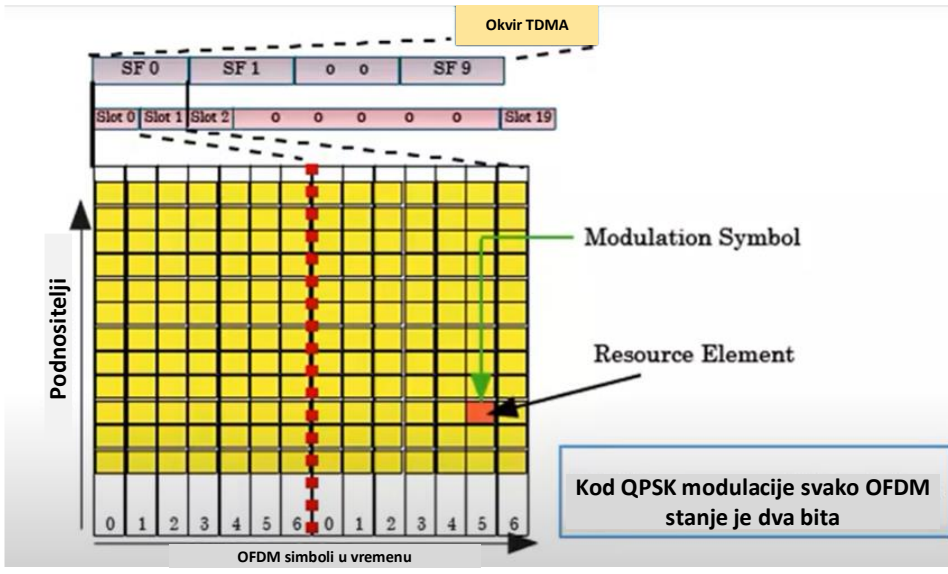 Okvir TDMA
SF 0 SF 1 o o SF 9
Slot 0 Slot 1 Slot 2 o o o o o Slot 19
Modulation Symbol
Podnositelji
Resource Element
Kod QPSK modulacije svako OFDM
stanje je dva bita
0 1 2 3 4 5 6 0 1 2 3 4 5 6
OFDM simboli u vremenu